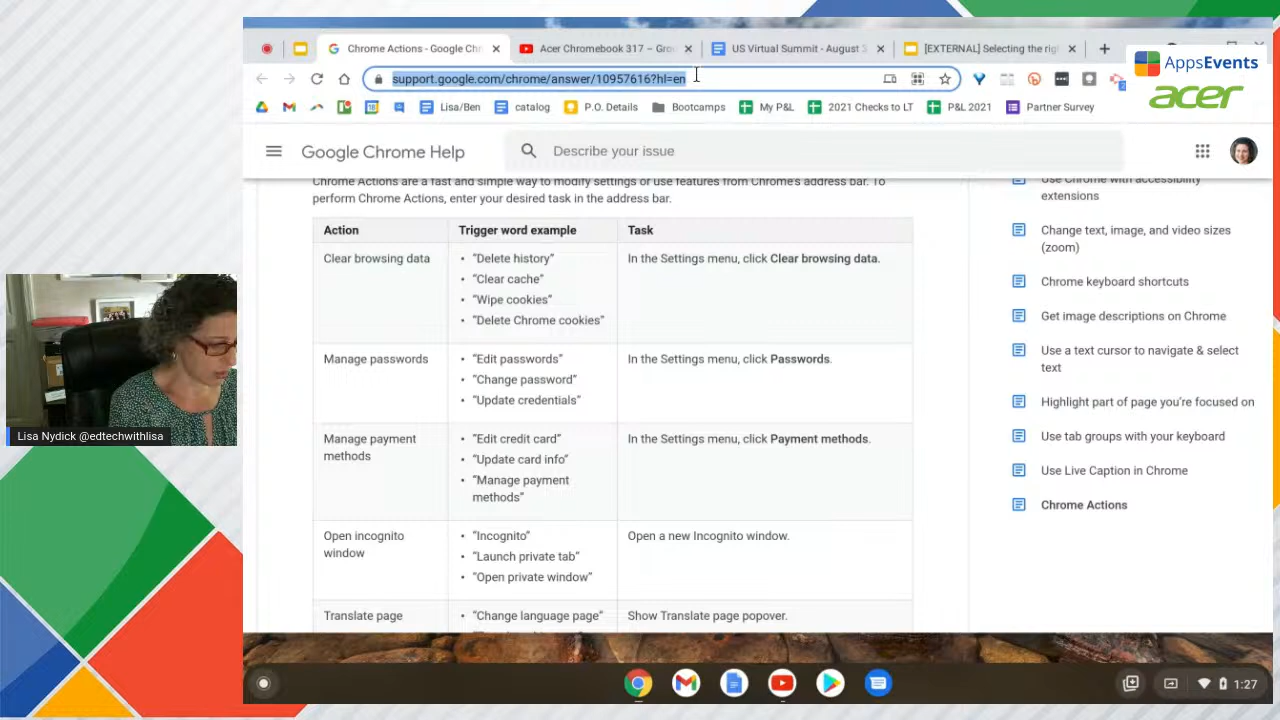 Chrome Actions - Google Chr
Acer Chromebook 317 – Gro
US Virtual Summit - August
[EXTERNAL] Selecting the rig
support.google.com/chrome/answer/10957616?hl=en
AppsEvents
acer
Lisa/Ben
catalog
P.O. Details
Bootcamps
My P&L
2021 Checks to LT
P&L 2021
Partner Survey
Google Chrome Help
Describe your issue
Chrome Actions are a fast and simple way to modify settings or use features from Chrome's address bar. To
perform Chrome Actions, enter your desired task in the address bar.
Action
Trigger word example
Task
Clear browsing data
• “Delete history”
• “Clear cache”
• “Wipe cookies”
• “Delete Chrome cookies”
In the Settings menu, click Clear browsing data.
Manage passwords
• “Edit passwords”
• “Change password”
• “Update credentials”
In the Settings menu, click Passwords.
Manage payment
methods
• “Edit credit card”
• “Update card info”
• “Manage payment
methods”
In the Settings menu, click Payment methods.
Open incognito
window
• “Incognito”
• “Launch private tab”
• “Open private window”
Open a new Incognito window.
Translate page
• “Change language page”
Show Translate page popover.
Use Chrome with accessibility
extensions
Change text, image, and video sizes
(zoom)
Chrome keyboard shortcuts
Get image descriptions on Chrome
Use a text cursor to navigate & select
text
Highlight part of page you're focused on
Use tab groups with your keyboard
Use Live Caption in Chrome
Chrome Actions
Lisa Nydick @edtechwithlisa
1:27